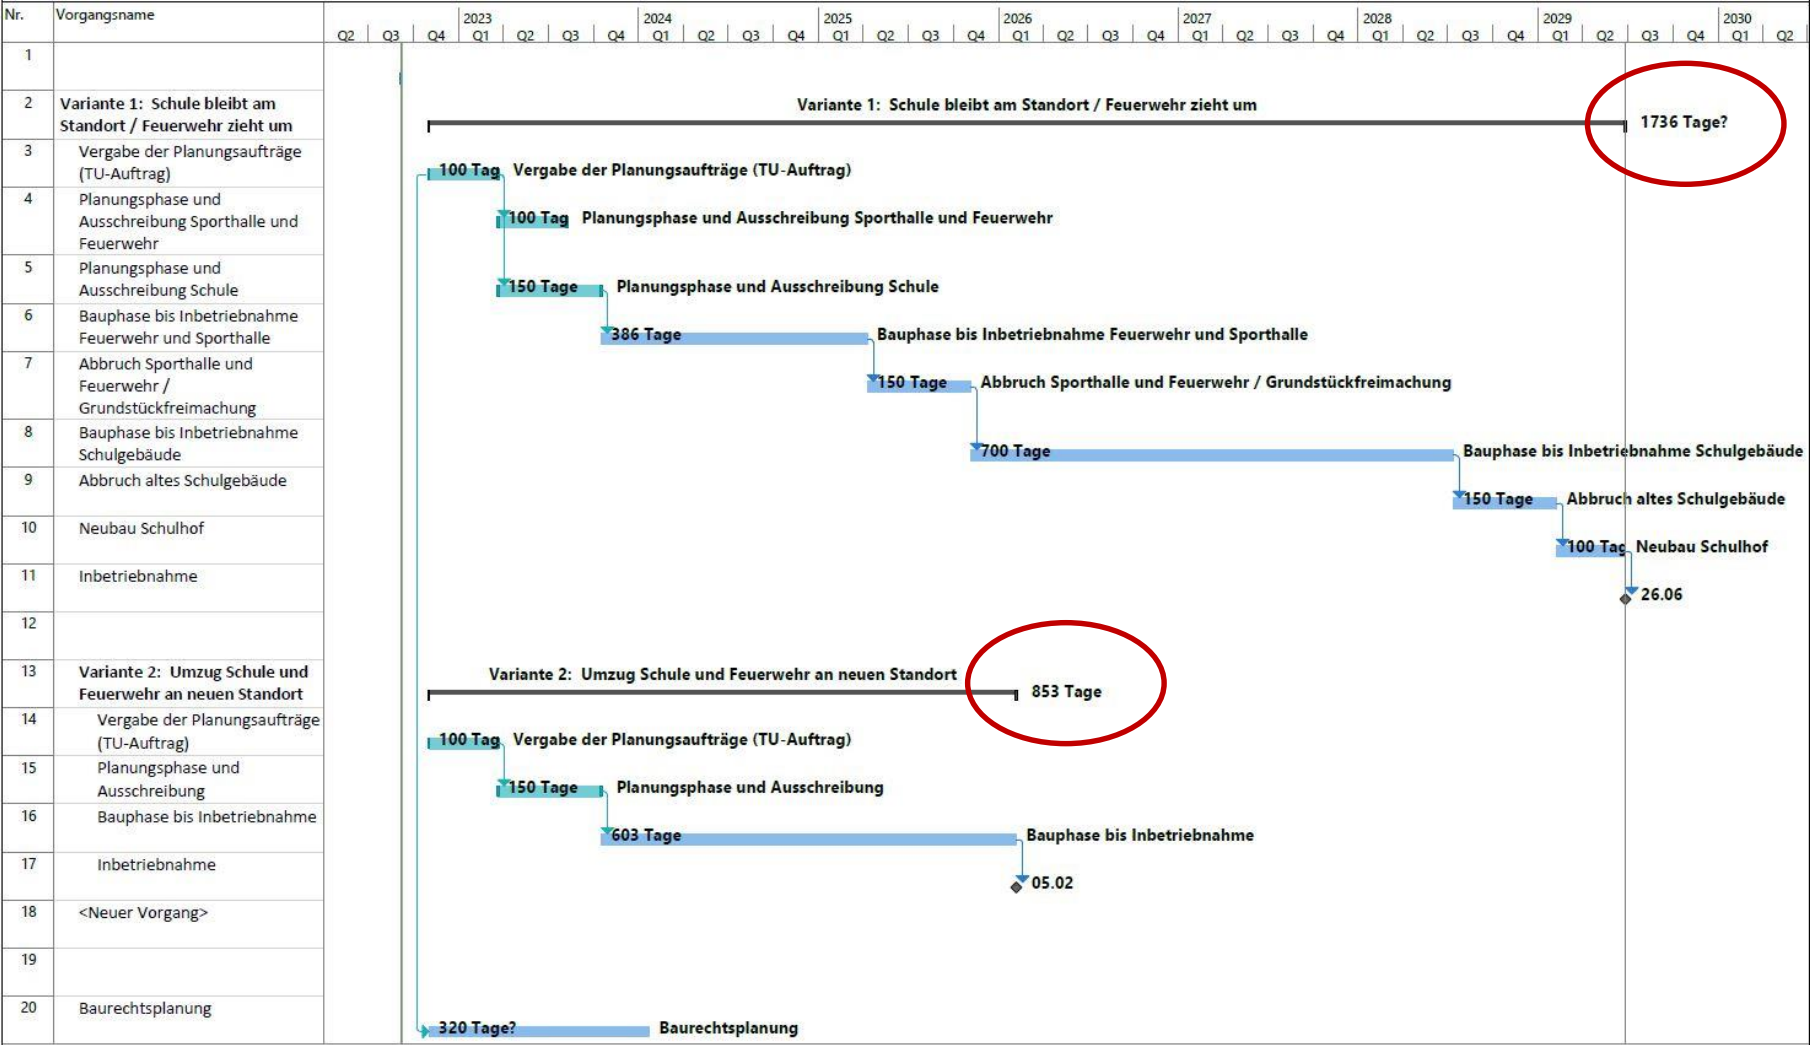 Nr. Vorgangsname
2023 2024 2025 2026 2027 2028 2029 2030
Q2 Q3 Q4 Q1 Q2 Q3 Q4 Q1 Q2 Q3 Q4 Q1 Q2 Q3 Q4 Q1 Q2 Q3 Q4 Q1 Q2 Q3 Q4 Q1 Q2 Q3 Q4 Q1 Q2 Q3 Q4 Q1 Q2
1
2 Variante 1: Schule bleibt am
Standort / Feuerwehr zieht um
Variante 1: Schule bleibt am Standort / Feuerwehr zieht um
1736 Tage?
3 Vergabe der Planungsaufträge
(TU-Auftrag)
100 Tag Vergabe der Planungsaufträge (TU-Auftrag)
4 Planungsphase und
Ausschreibung Sporthalle und
Feuerwehr
100 Tag Planungsphase und Ausschreibung Sporthalle und Feuerwehr
5 Planungsphase und
Ausschreibung Schule
150 Tage Planungsphase und Ausschreibung Schule
6 Bauphase bis Inbetriebnahme
Feuerwehr und Sporthalle
386 Tage Bauphase bis Inbetriebnahme Feuerwehr und Sporthalle
7 Abbruch Sporthalle und
Feuerwehr /
Grundstückfreimachung
150 Tage Abbruch Sporthalle und Feuerwehr / Grundstückfreimachung
8 Bauphase bis Inbetriebnahme
Schulgebäude
700 Tage Bauphase bis Inbetriebnahme Schulgebäude
9 Abbruch altes Schulgebäude
150 Tage Abbruch altes Schulgebäude
10 Neubau Schulhof
100 Tag Neubau Schulhof
11 Inbetriebnahme
26.06
12
13 Variante 2: Umzug Schule und
Feuerwehr an neuen Standort
Variante 2: Umzug Schule und Feuerwehr an neuen Standort
853 Tage
14 Vergabe der Planungsaufträge
(TU-Auftrag)
100 Tag Vergabe der Planungsaufträge (TU-Auftrag)
15 Planungsphase und
Ausschreibung
150 Tage Planungsphase und Ausschreibung
16 Bauphase bis Inbetriebnahme
603 Tage Bauphase bis Inbetriebnahme
17 Inbetriebnahme
05.02
18 <Neuer Vorgang>
19
20 Baurechtsplanung
320 Tage? Baurechtsplanung